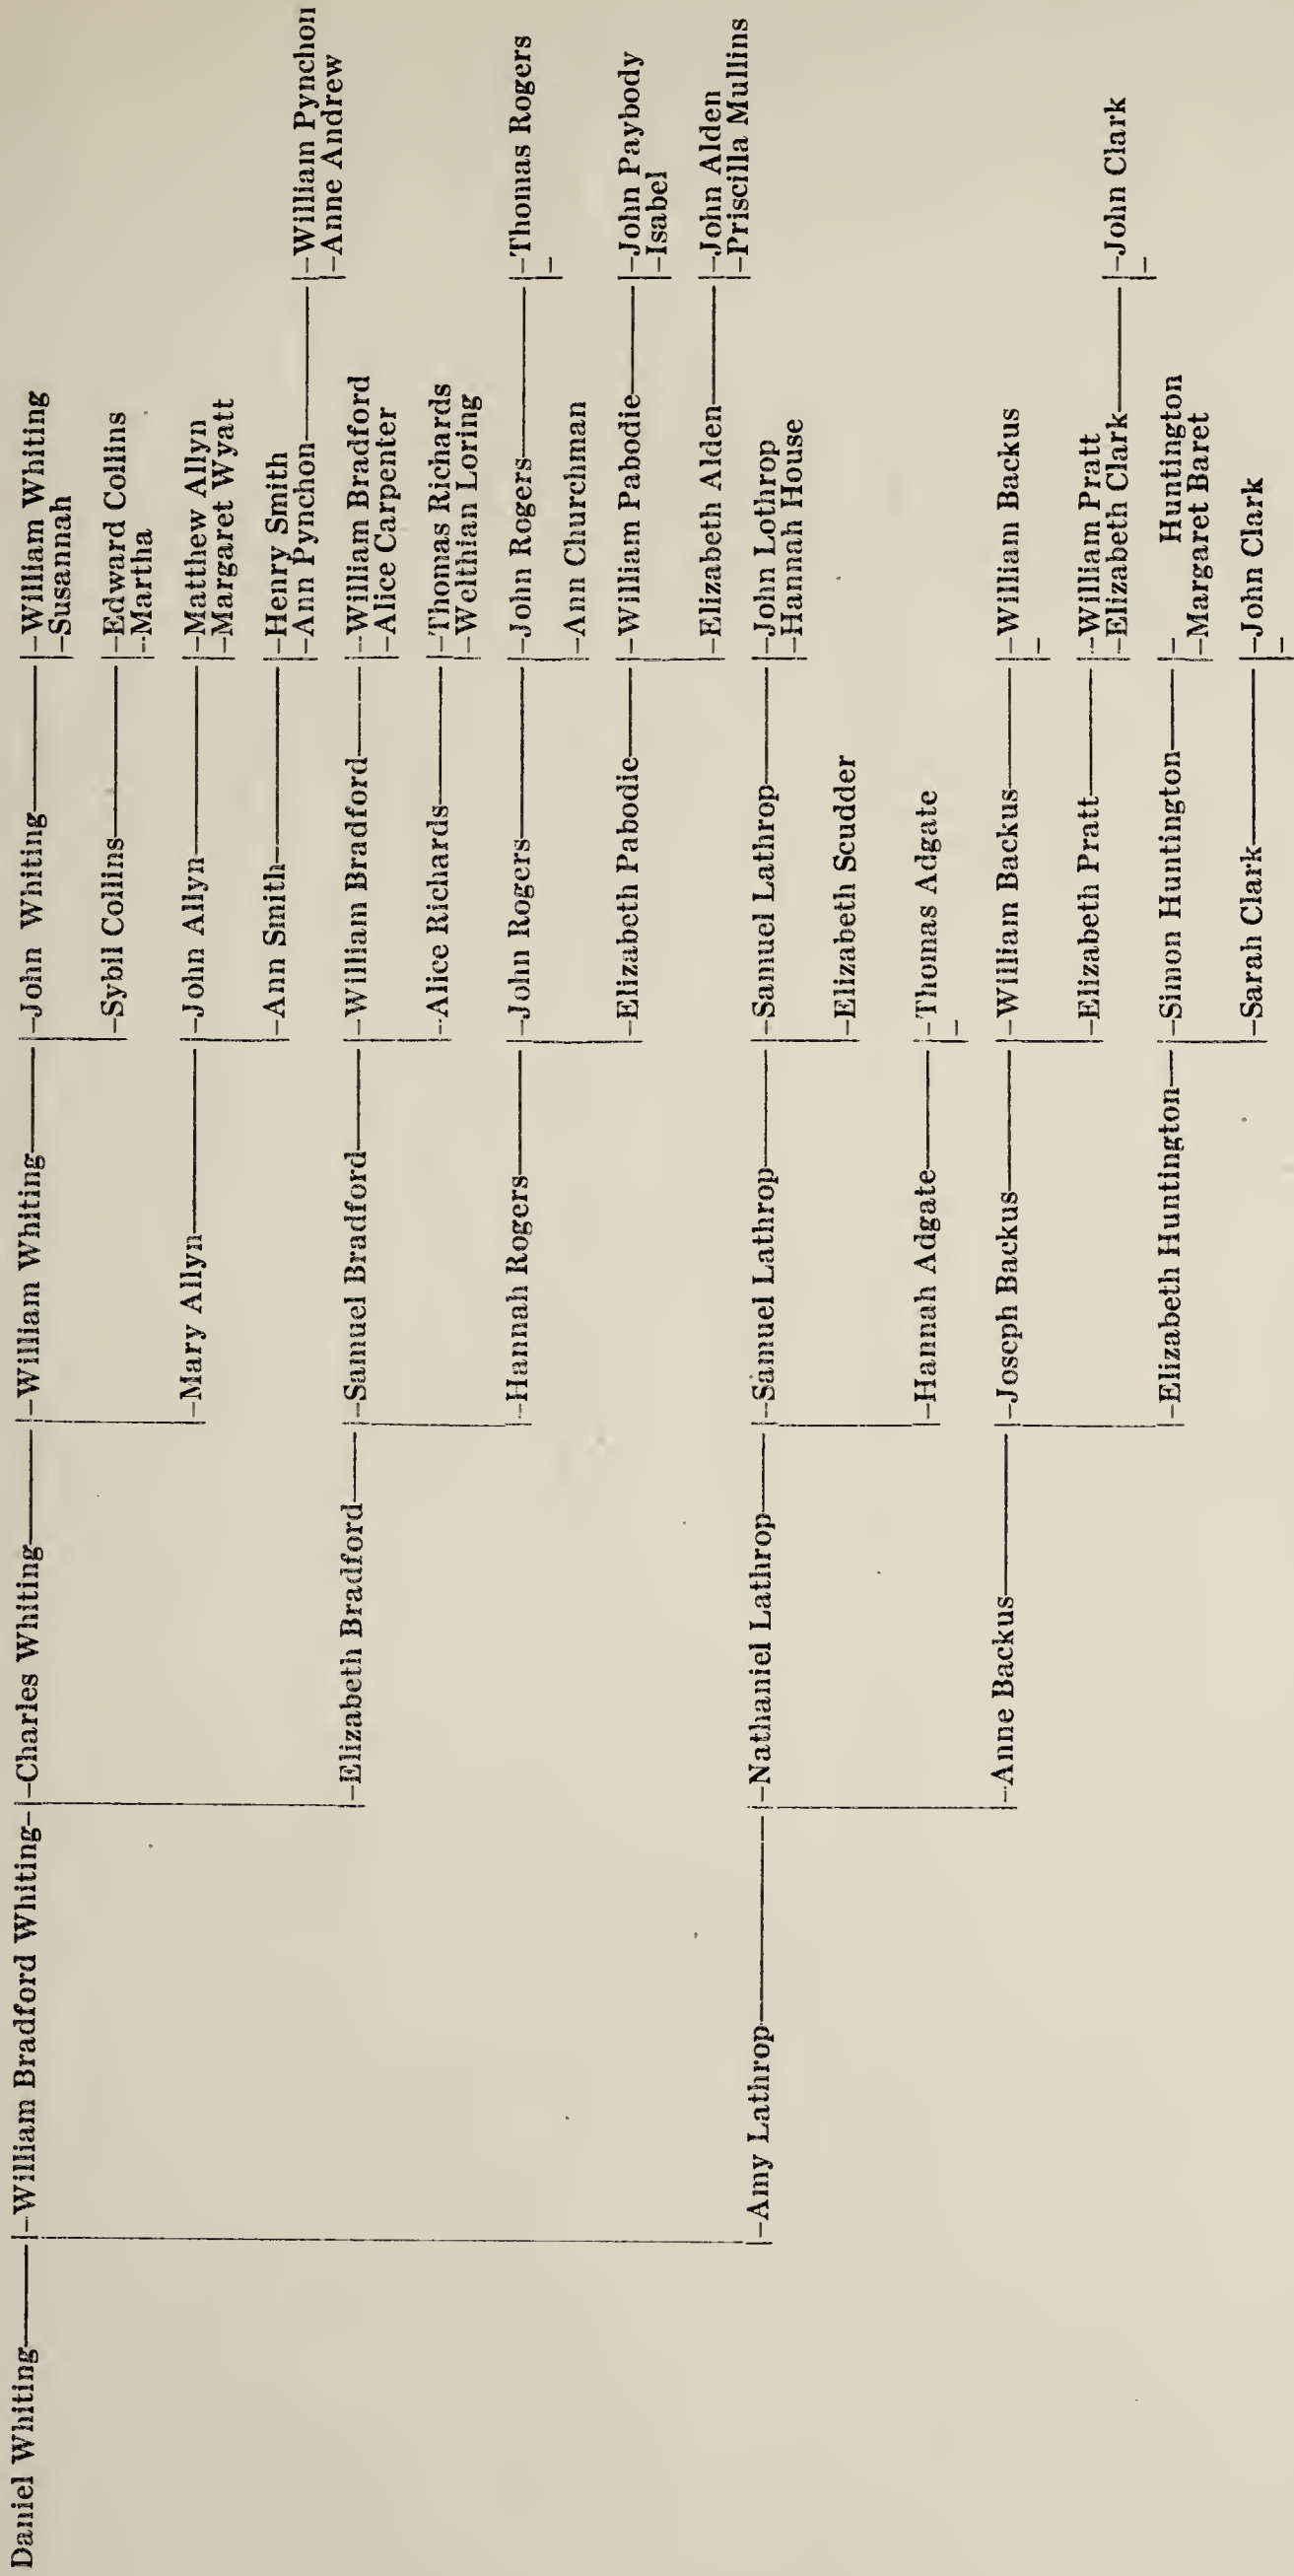 Daniel Whiting
William Bradford Whiting
Charles Whiting
William Whiting
John Whiting
William Whiting
Susannah
Sybil Collins
Edward Collins
Martha
Mary Allyn
John Allyn
Matthew Allyn
Margaret Wyatt
Ann Smith
Henry Smith
Ann Pynchon
William Pynchon
Anne Andrew
Elizabeth Bradford
Samuel Bradford
William Bradford
William Bradford
Alice Carpenter
Alice Richards
Thomas Richards
Welthian Loring
Hannah Rogers
John Rogers
John Rogers
Thomas Rogers
Ann Churchman
Elizabeth Pabodie
William Pabodie
John Paybody
Isabel
Elizabeth Alden
John Alden
Priscilla Mullins
Amy Lathrop
Nathaniel Lathrop
Samuel Lathrop
Samuel Lathrop
John Lothrop
Hannah House
Elizabeth Scudder
Hannah Adgate
Thomas Adgate
Anne Backus
Joseph Backus
William Backus
William Backus
Elizabeth Pratt
William Pratt
Elizabeth Clark
John Clark
Elizabeth Huntington
Simon Huntington
Huntington
Margaret Baret
Sarah Clark
John Clark